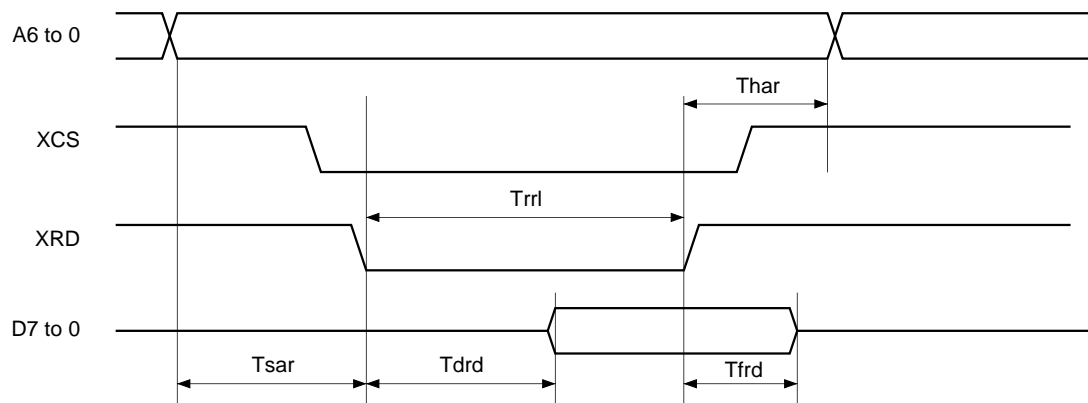 A6 to 0
Thar
XCS
Trrl
XRD
D7 to 0
Tsar
Tdrd
Tfrd